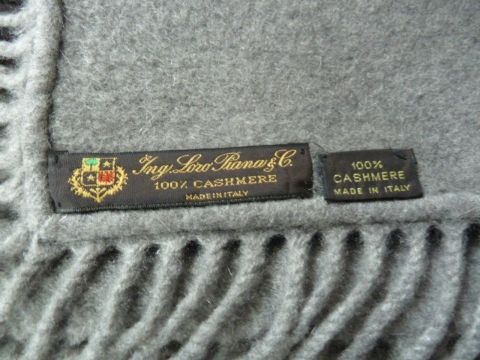 Ing. Loro Piana & C.
100% CASHMERE
MADE IN ITALY
100%
CASHMERE
MADE IN ITALY